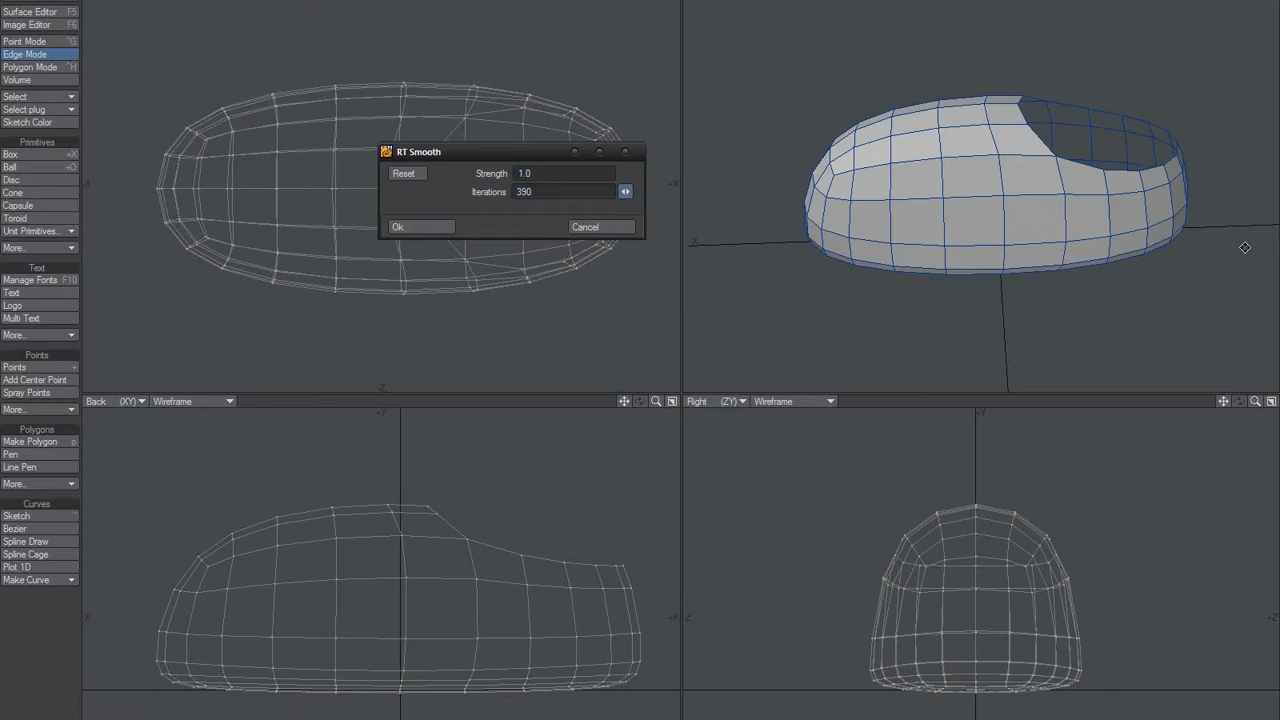 Surface Editor F5
Image Editor F6
Point Mode ^G
Edge Mode
Polygon Mode ^H
Volume
Select
Select plug
Sketch Color
Primitives
Box +X
Ball +O
Disc
Cone
Capsule
Toroid
Unit Primitives...
More...
Text
Manage Fonts F10
Text
Logo
Multi Text
More...
Points
Points +
Add Center Point
Spray Points
More...
Polygons
Make Polygon p
Pen
Line Pen
More...
Curves
Sketch
Bezier
Spline Draw
Spline Cage
Plot 1D
Make Curve
-X
+X
-Z
RT Smooth
Reset Strength 1.0
Iterations 390
Ok Cancel
X
Back (XY) Wireframe
+Y
X
+X
Right (ZY) Wireframe
+Y
Z
-Z